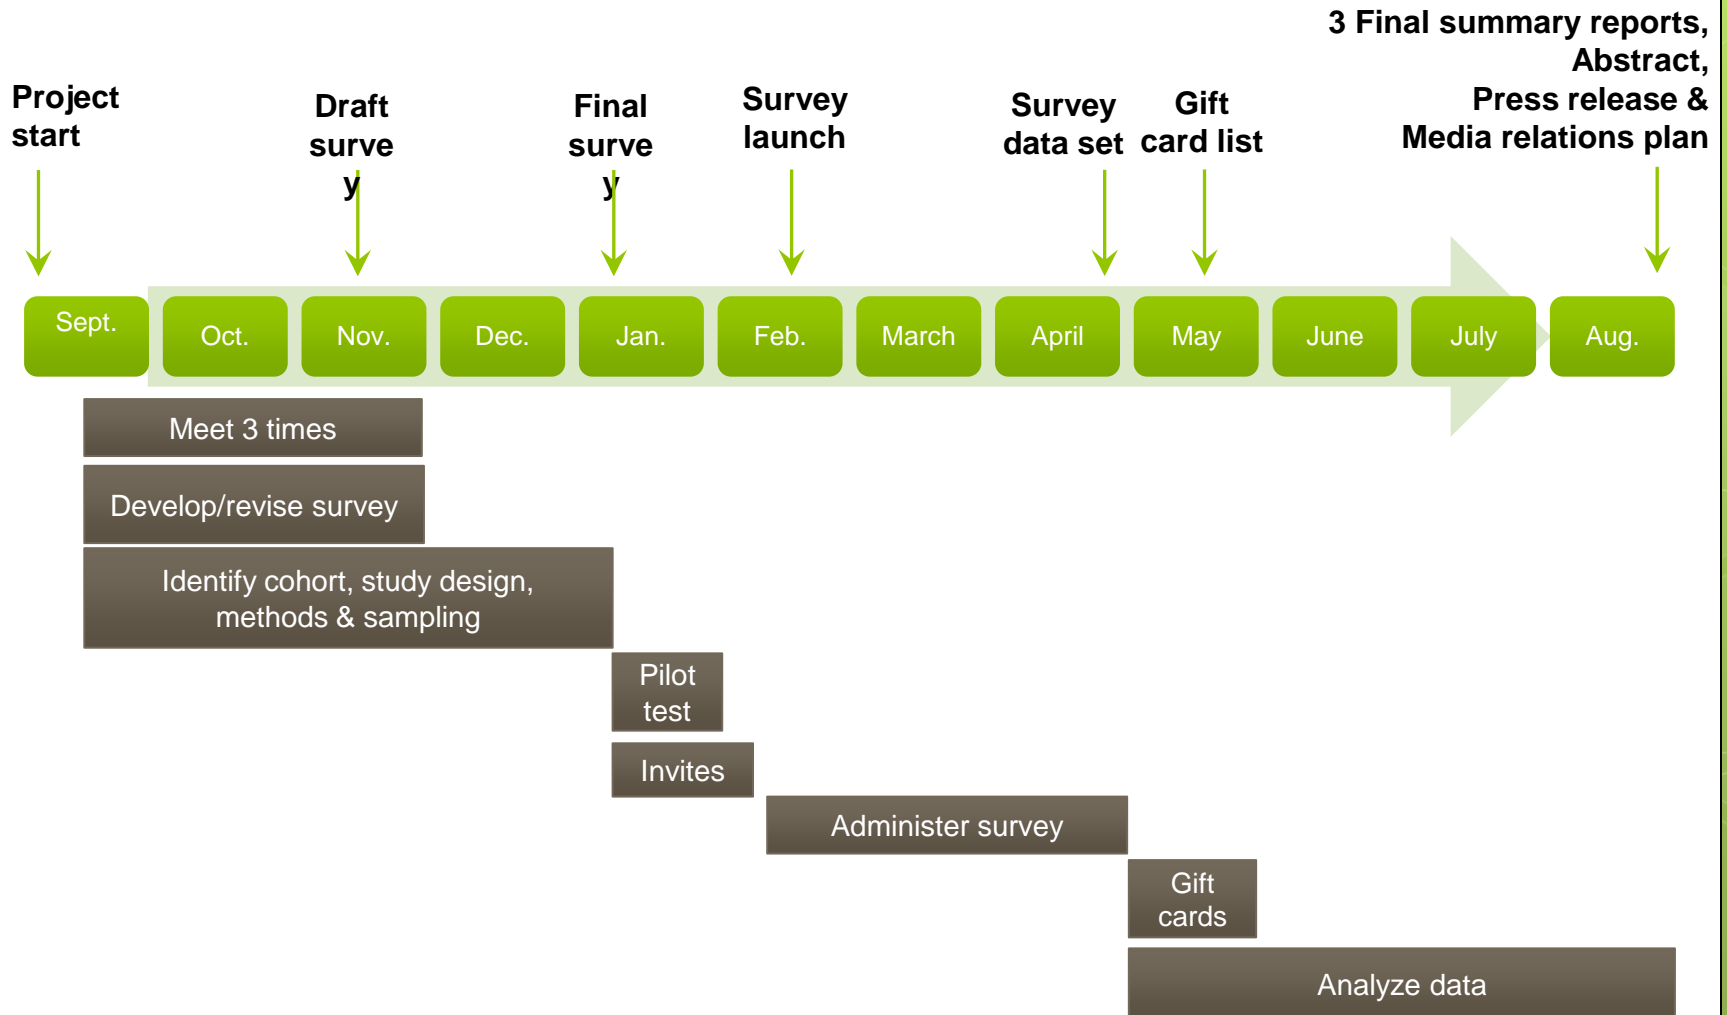 3 Final summary reports,
Abstract,
Press release &
Media relations plan
Project
start
Draft
surve
y
Final
surve
y
Survey
launch
Survey
data set
Gift
card list
Sept.
Oct.
Nov.
Dec.
Jan.
Feb.
March
April
May
June
July
Aug.
Meet 3 times
Develop/revise survey
Identify cohort, study design,
methods & sampling
Pilot
test
Invites
Administer survey
Gift
cards
Analyze data